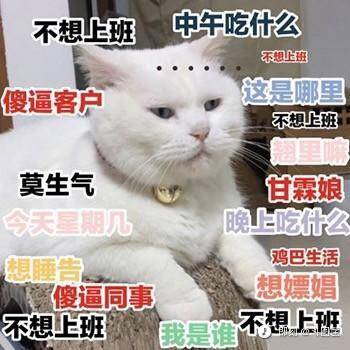 不想上班
中午吃什么
......
不想上班
傻逼客户
这是哪里
不想上班
翘里嘛
莫生气
甘霖娘
今天星期几
晚上吃什么
鸡巴生活
想睡告
想嫖娼
傻逼同事
不想上班
我是谁
不想上班